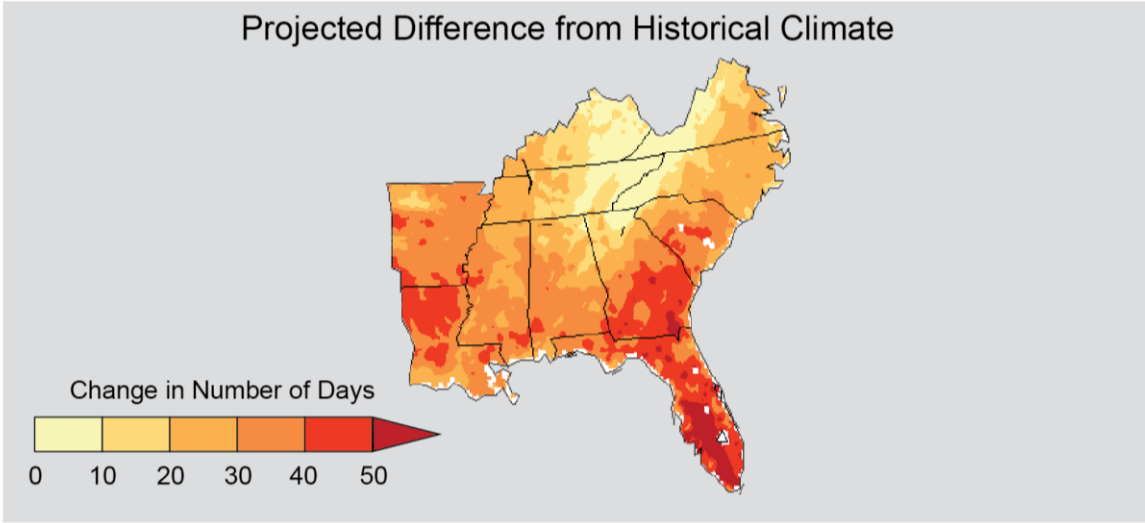 Projected Difference from Historical Climate
Change in Number of Days
0 10 20 30 40 50